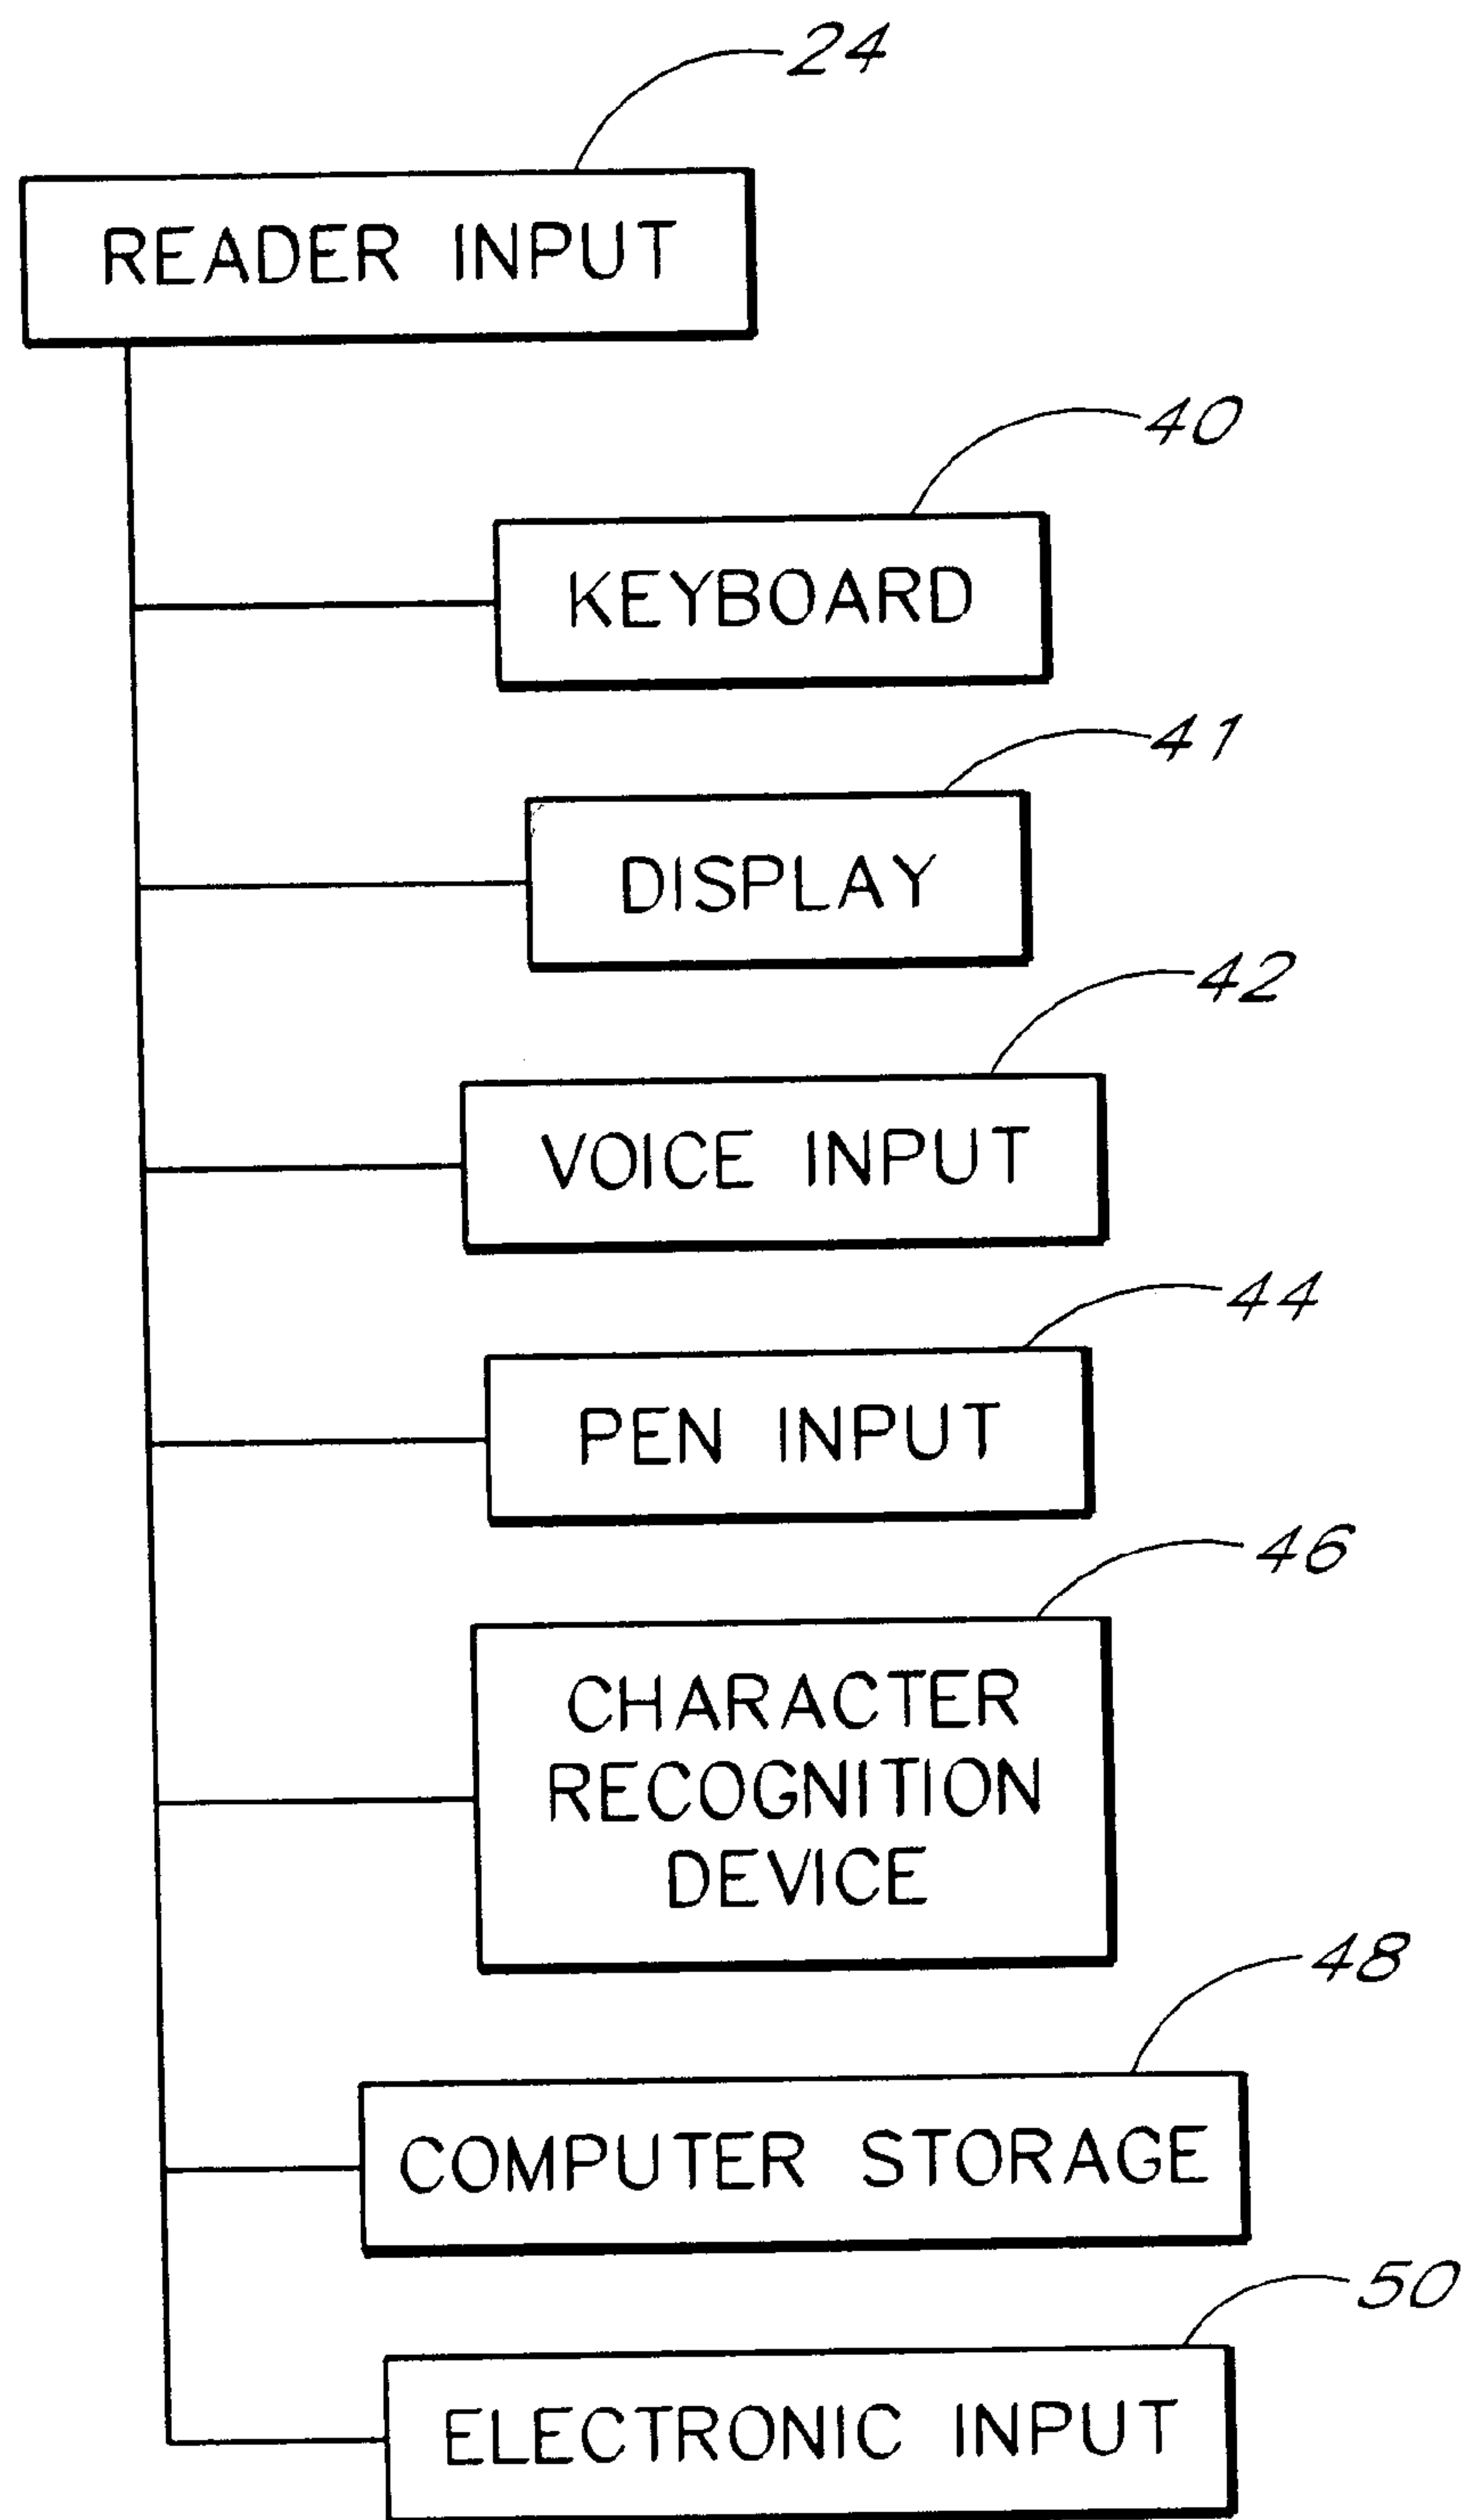 24
READER INPUT
40
KEYBOARD
41
DISPLAY
42
VOICE INPUT
44
PEN INPUT
46
CHARACTER
RECOGNITION
DEVICE
48
COMPUTER STORAGE
50
ELECTRONIC INPUT